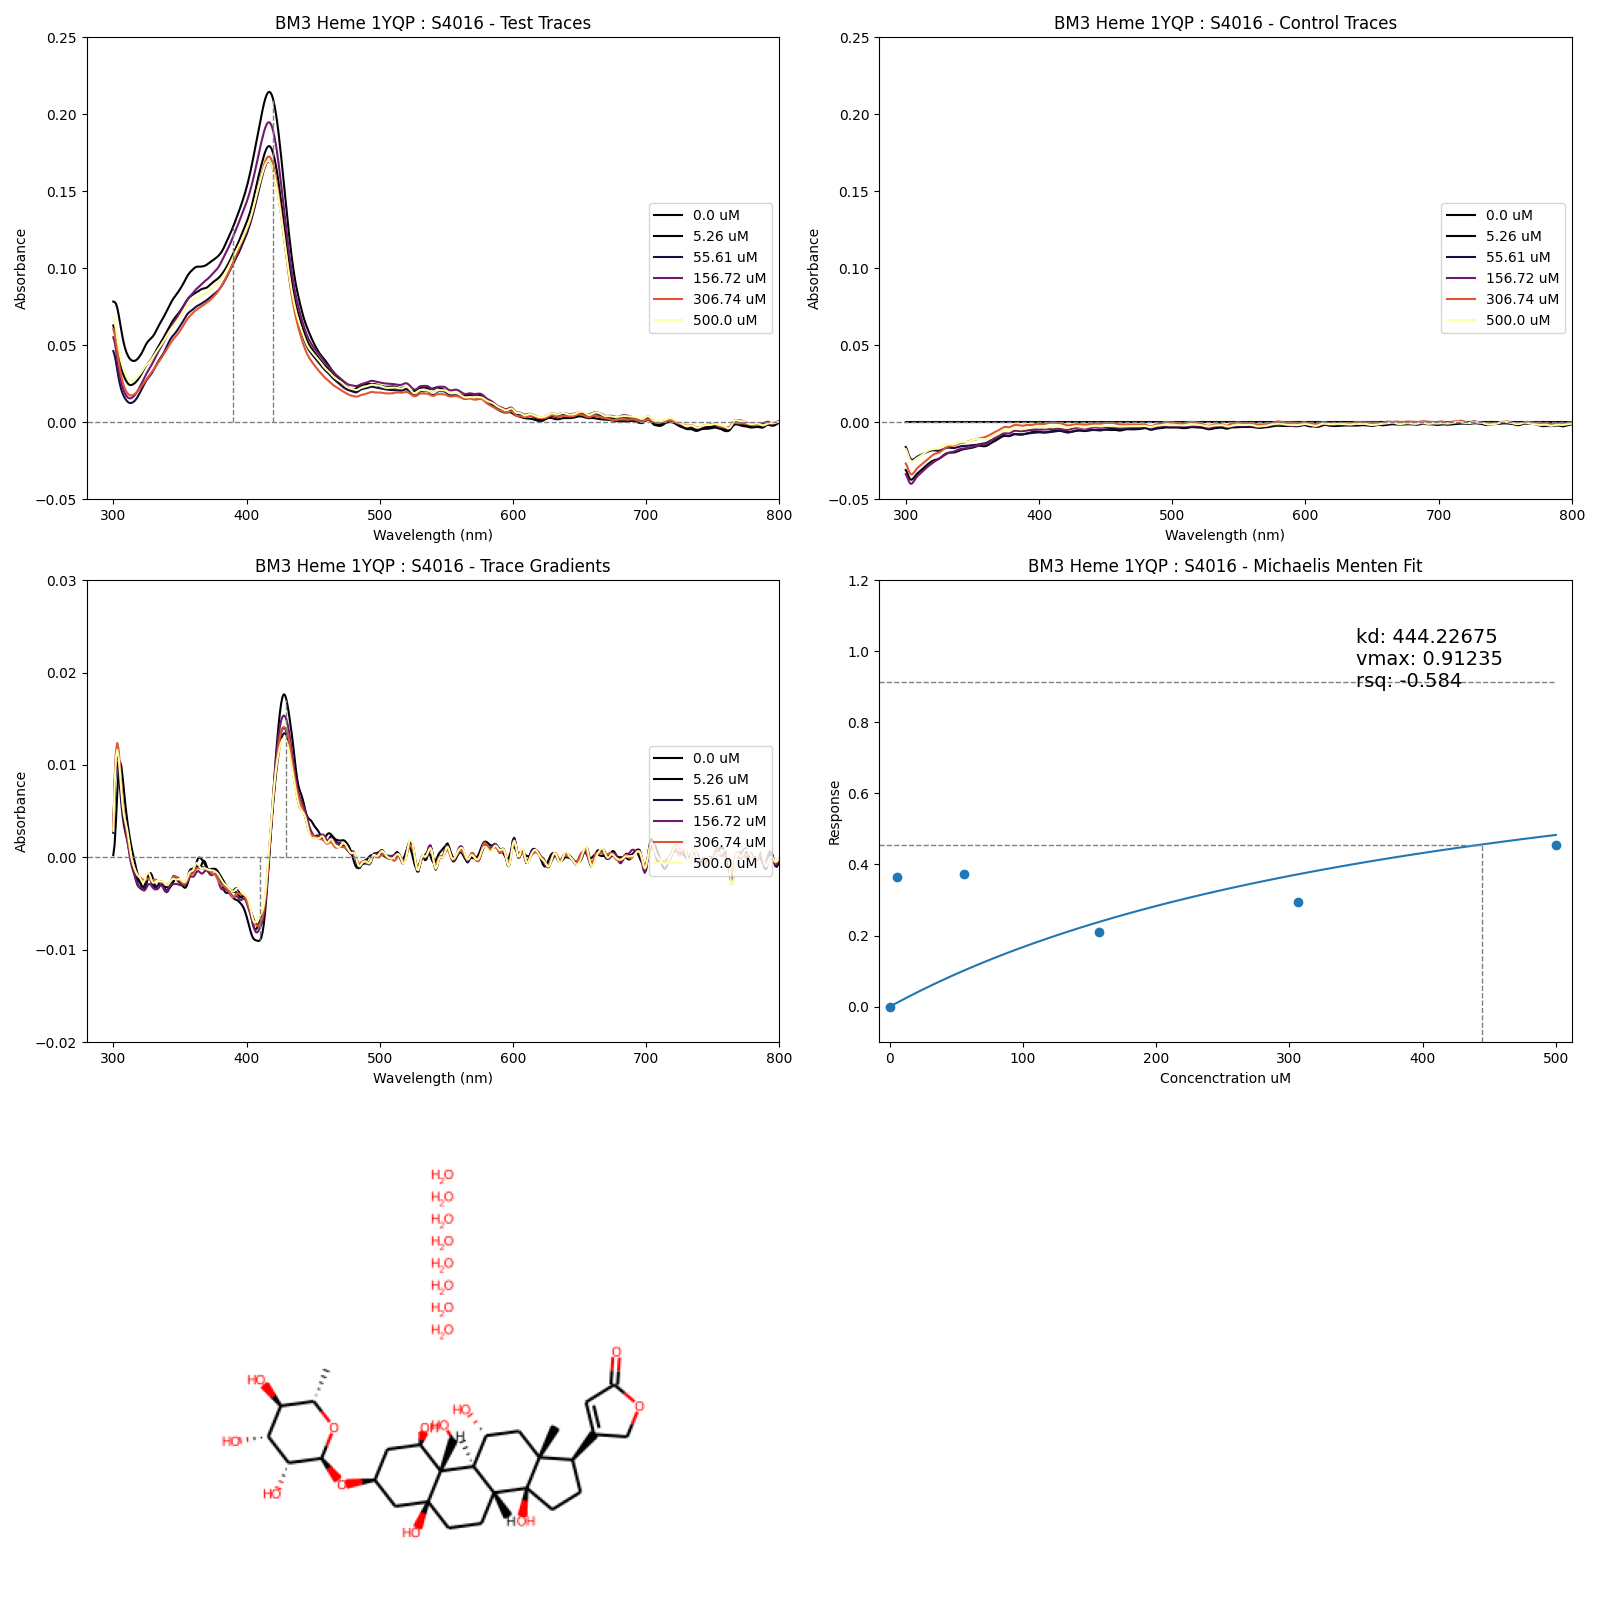 BM3 Heme 1YQP : S4016 - Test Traces
0.25
0.20
0.15
0.10
0.05
0.00
−0.05
Absorbance
300 400 500 600 700 800
Wavelength (nm)
0.0 uM
5.26 uM
55.61 uM
156.72 uM
306.74 uM
500.0 uM
BM3 Heme 1YQP : S4016 - Control Traces
0.25
0.20
0.15
0.10
0.05
0.00
−0.05
Absorbance
300 400 500 600 700 800
Wavelength (nm)
0.0 uM
5.26 uM
55.61 uM
156.72 uM
306.74 uM
500.0 uM
BM3 Heme 1YQP : S4016 - Trace Gradients
0.03
0.02
0.01
0.00
−0.01
−0.02
Absorbance
300 400 500 600 700 800
Wavelength (nm)
0.0 uM
5.26 uM
55.61 uM
156.72 uM
306.74 uM
500.0 uM
BM3 Heme 1YQP : S4016 - Michaelis Menten Fit
1.2
1.0
0.8
0.6
0.4
0.2
0.0
Response
0 100 200 300 400 500
Concenctration uM
kd: 444.22675
vmax: 0.91235
rsq: -0.584
H2O
H2O
H2O
H2O
H2O
H2O
H2O
H2O
O
HO
O
HO
O
HO
OH
HO
H
HO
O
HO
H
OH